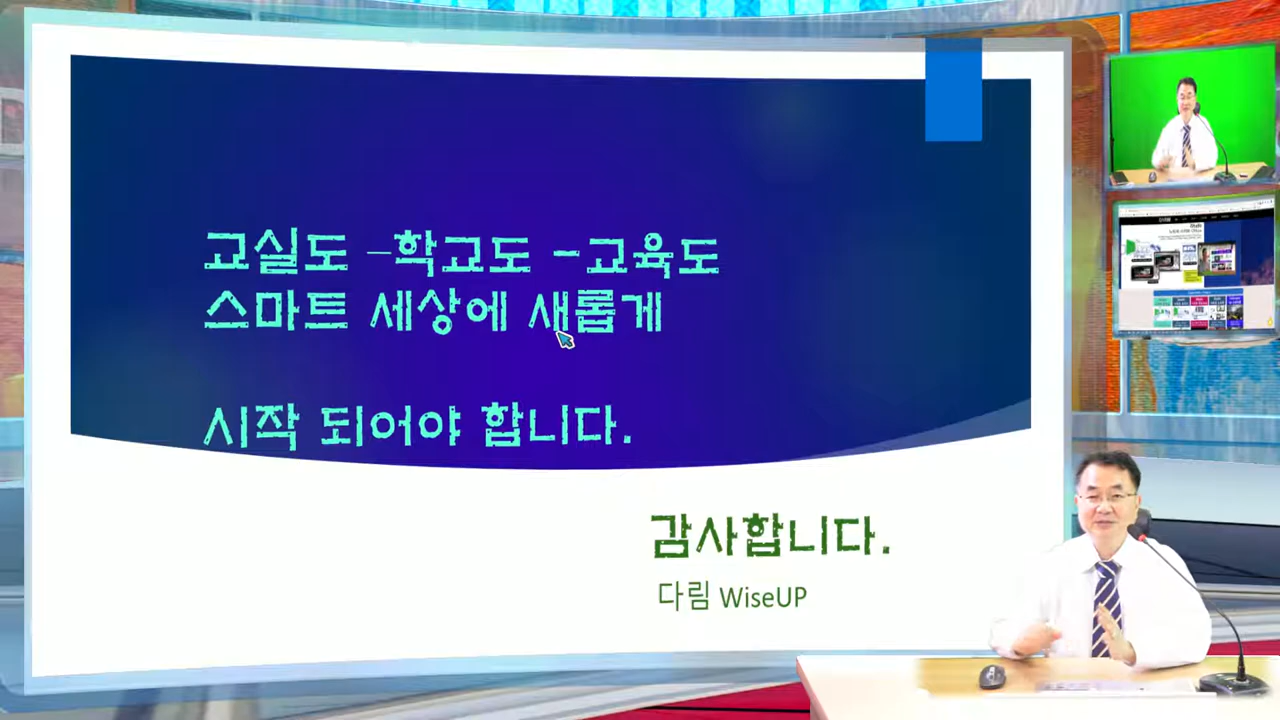 교실도 –학교도 -교육도
스마트 세상에 새롭게
시작 되어야 합니다.
감사합니다.
다림 WiseUP